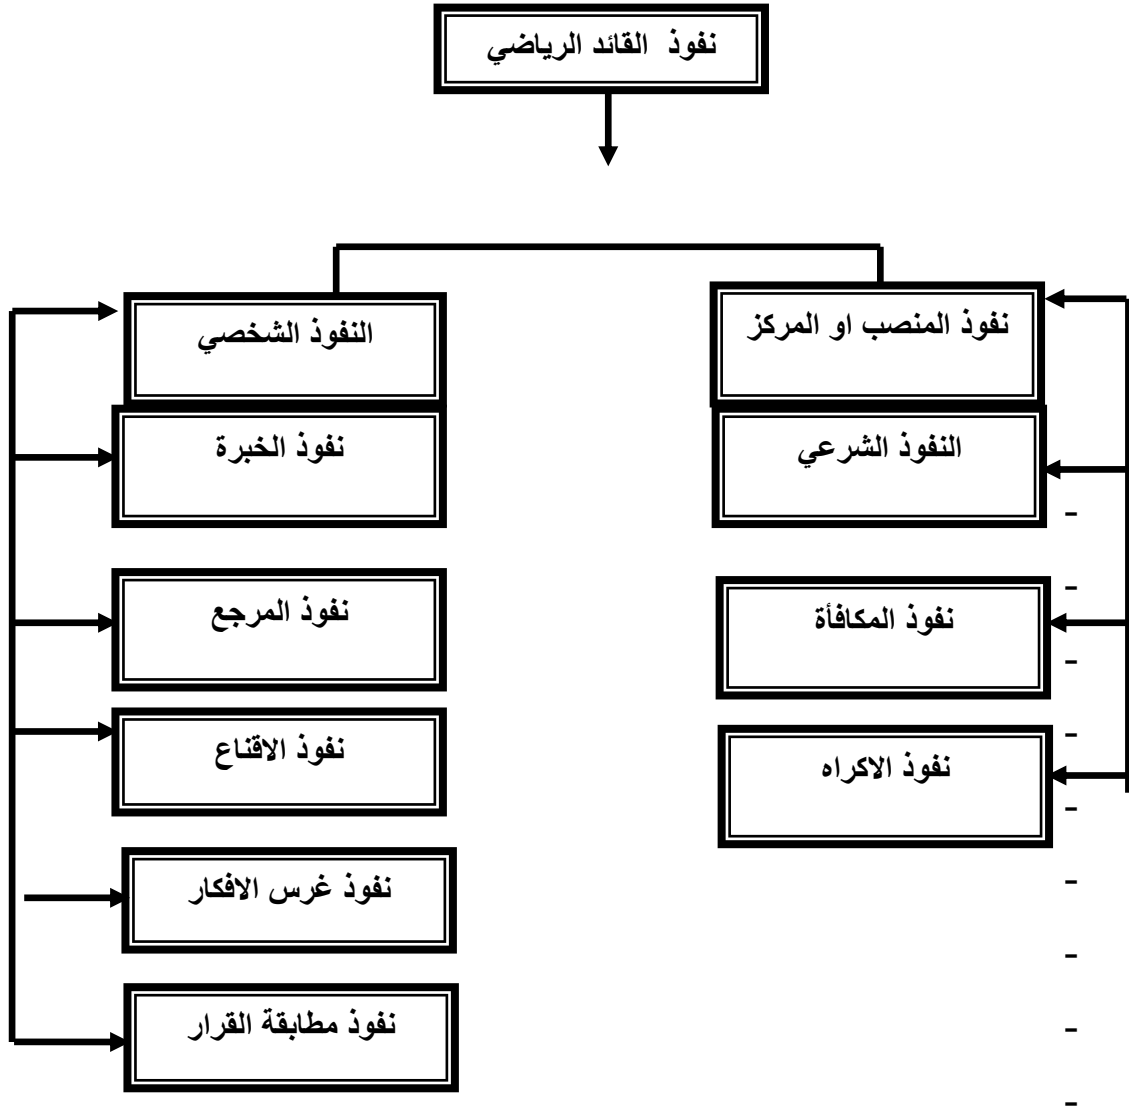 نفوذ القائد الرياضي
نفوذ المنصب او المركز
النفوذ الشخصي
النفوذ الشرعي
نفوذ الخبرة
نفوذ المكافأة
نفوذ المرجع
نفوذ الاكراه
نفوذ الاقناع
نفوذ غرس الافكار
نفوذ مطابقة القرار